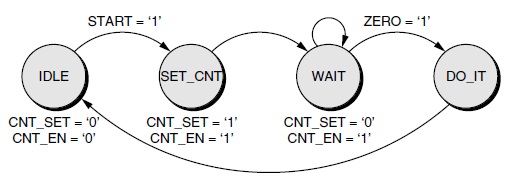 START = ‘1’
ZERO = ‘1’
IDLE
SET_CNT
WAIT
DO_IT
CNT_SET = ‘0’
CNT_EN = ‘0’
CNT_SET = ‘1’
CNT_EN = ‘1’
CNT_SET = ‘0’
CNT_EN = ‘1’